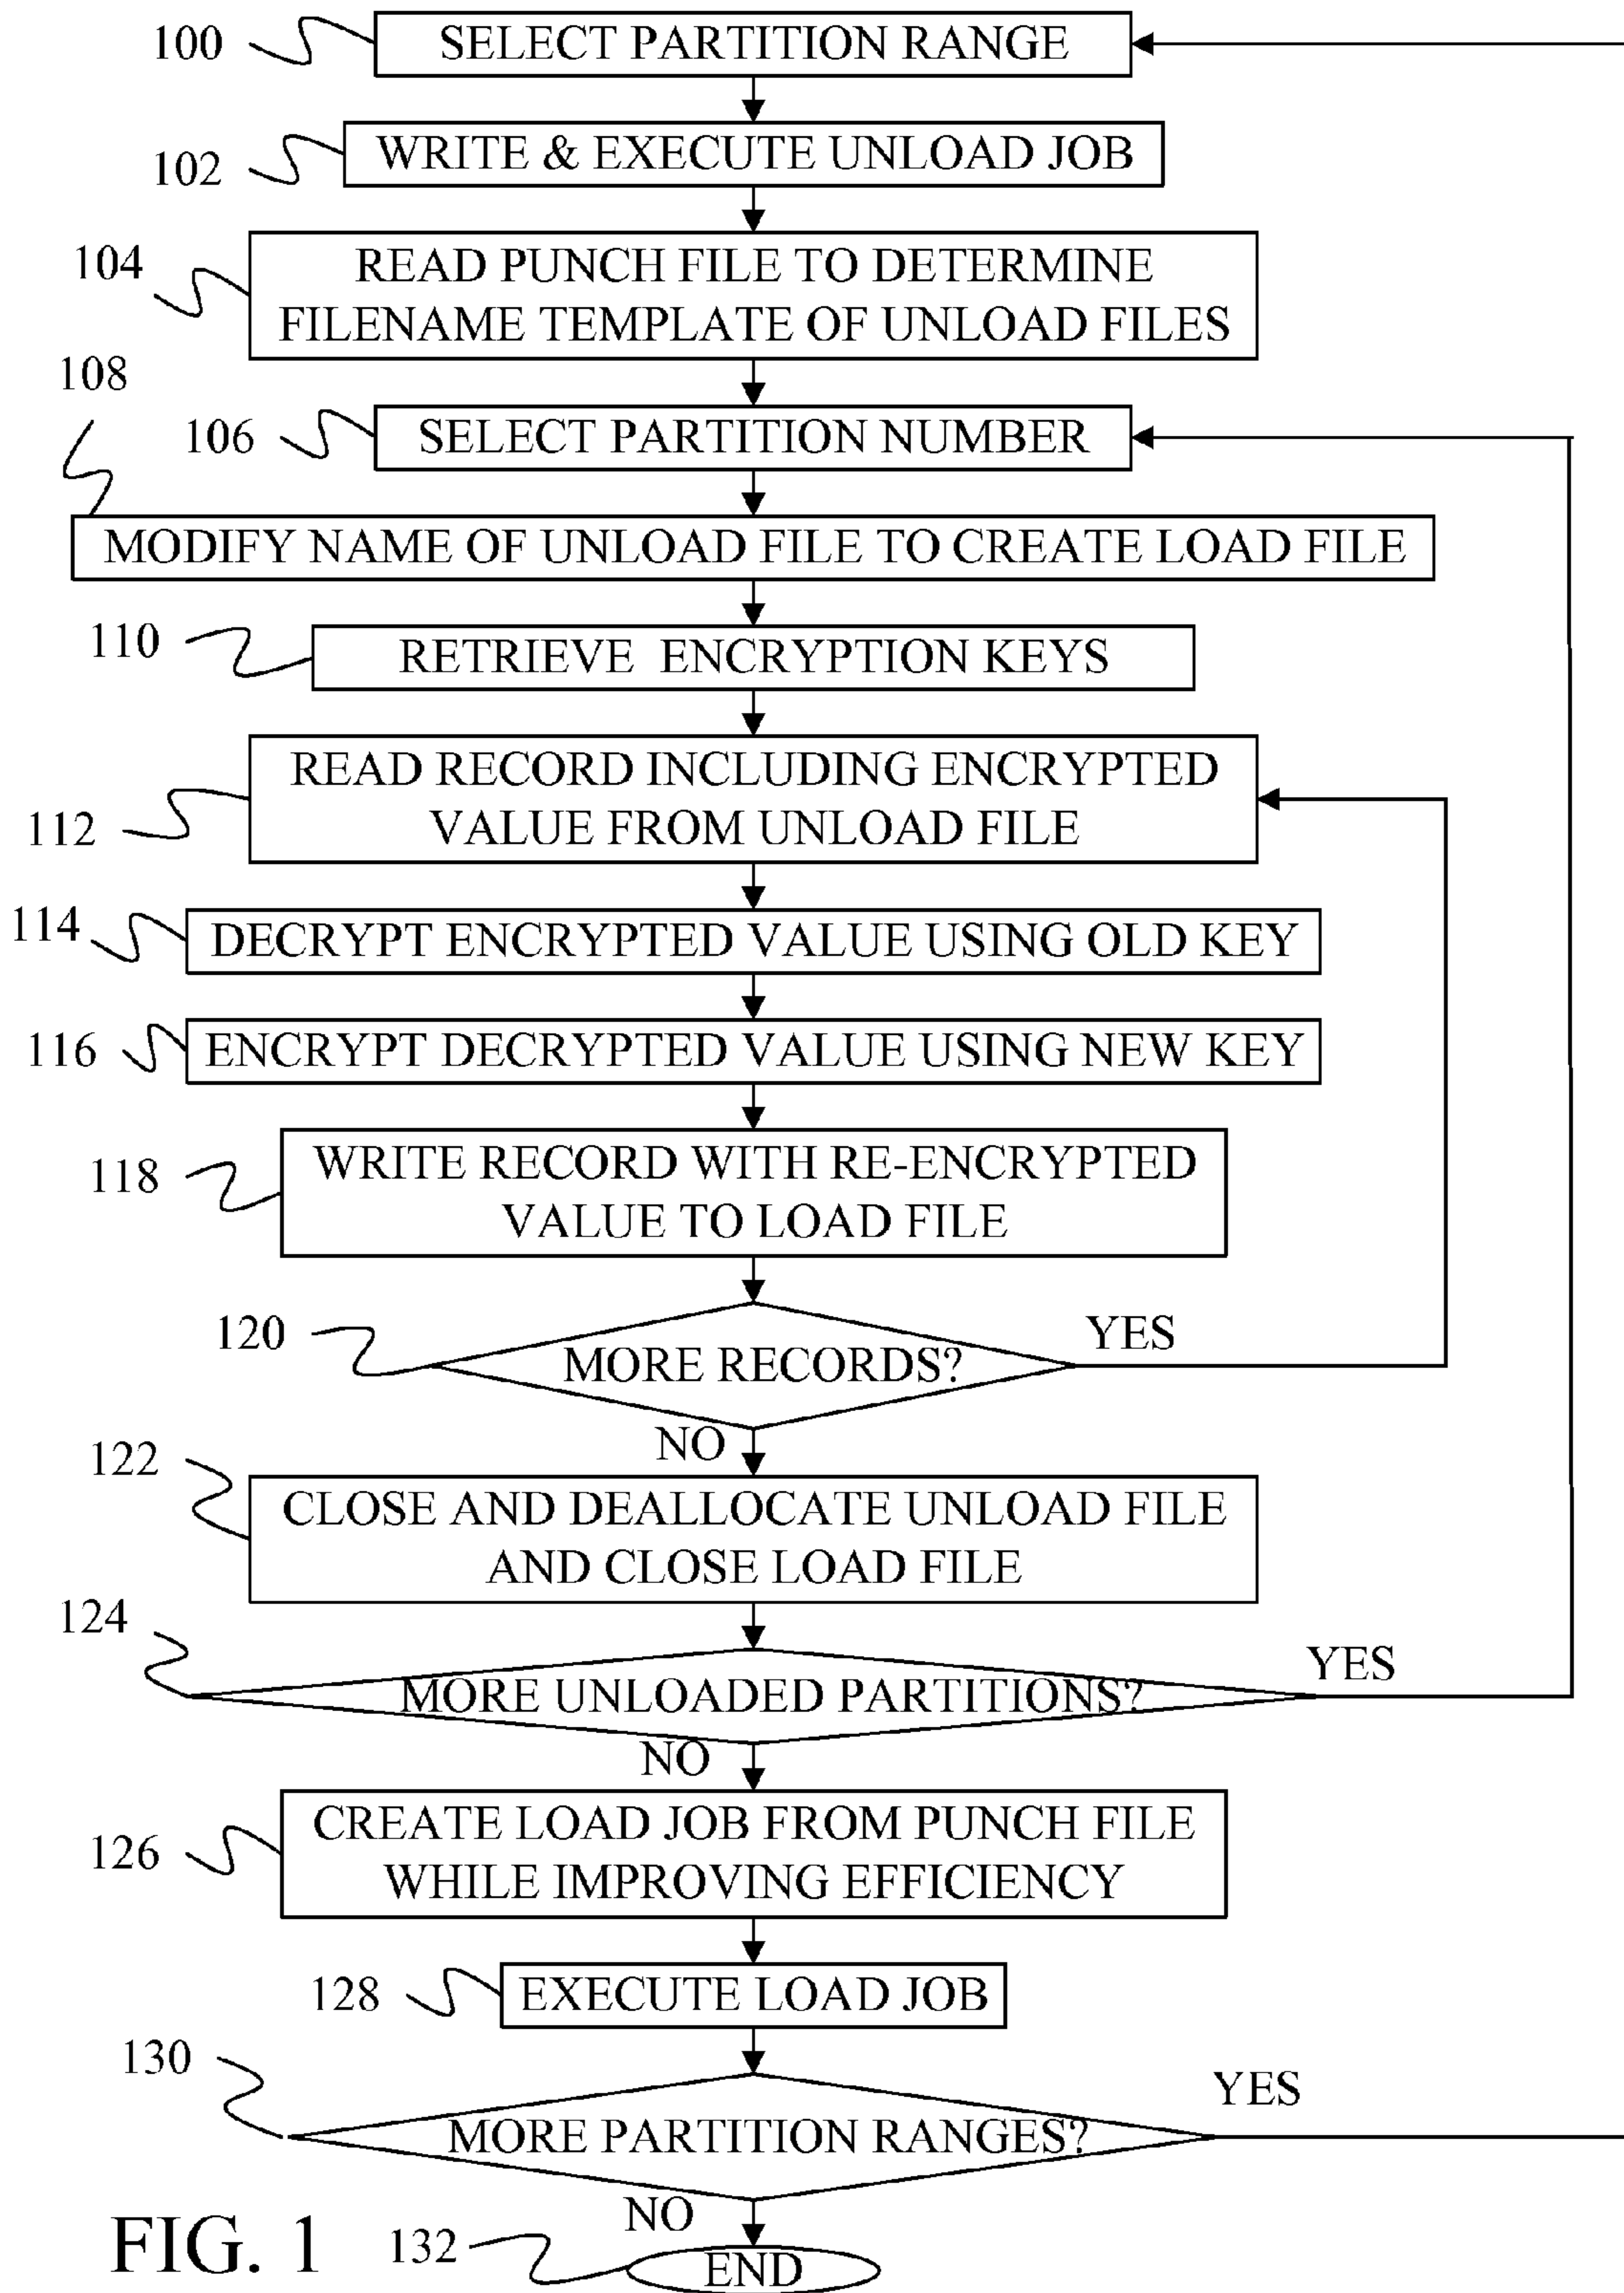 100
SELECT PARTITION RANGE
102
WRITE & EXECUTE UNLOAD JOB
104
READ PUNCH FILE TO DETERMINE
FILENAME TEMPLATE OF UNLOAD FILES
106
SELECT PARTITION NUMBER
108
MODIFY NAME OF UNLOAD FILE TO CREATE LOAD FILE
110
RETRIEVE ENCRYPTION KEYS
112
READ RECORD INCLUDING ENCRYPTED
VALUE FROM UNLOAD FILE
114
DECRYPT ENCRYPTED VALUE USING OLD KEY
116
ENCRYPT DECRYPTED VALUE USING NEW KEY
118
WRITE RECORD WITH RE-ENCRYPTED
VALUE TO LOAD FILE
120
MORE RECORDS?
YES
NO
122
CLOSE AND DEALLOCATE UNLOAD FILE
AND CLOSE LOAD FILE
124
MORE UNLOADED PARTITIONS?
YES
NO
126
CREATE LOAD JOB FROM PUNCH FILE
WHILE IMPROVING EFFICIENCY
128
EXECUTE LOAD JOB
130
MORE PARTITION RANGES?
YES
NO
132
END
FIG. 1